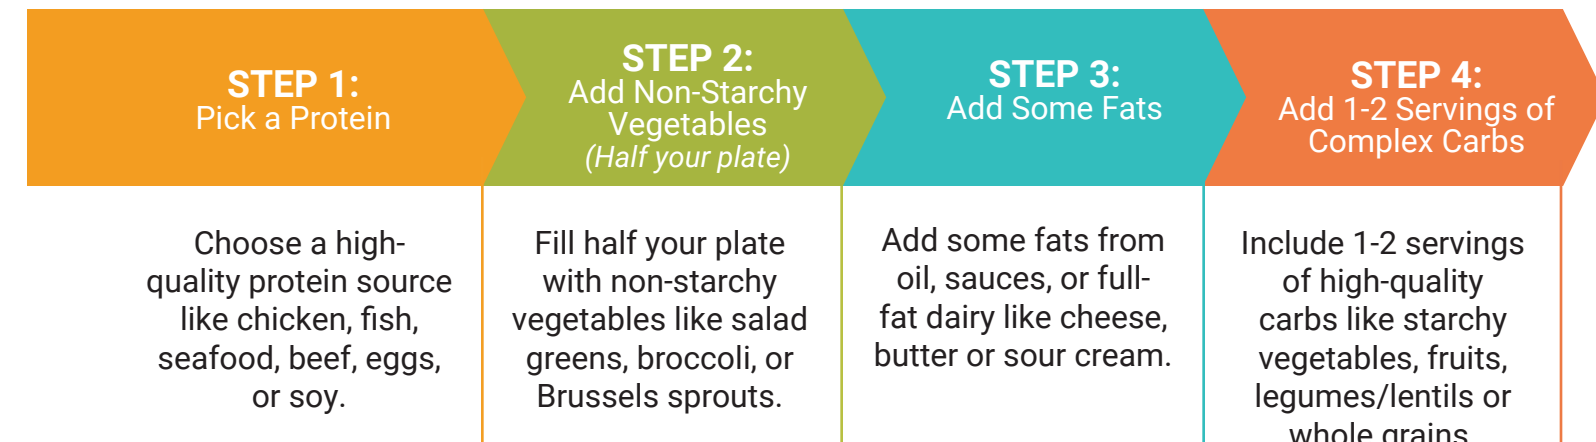 STEP 1:
Pick a Protein
STEP 2:
Add Non-Starchy
Vegetables
(Half your plate)
STEP 3:
Add Some Fats
STEP 4:
Add 1-2 Servings of
Complex Carbs
Choose a high-
quality protein source
like chicken, fish,
seafood, beef, eggs,
or soy.
Fill half your plate
with non-starchy
vegetables like salad
greens, broccoli, or
Brussels sprouts.
Add some fats from
oil, sauces, or full-
fat dairy like cheese,
butter or sour cream.
Include 1-2 servings
of high-quality
carbs like starchy
vegetables, fruits,
legumes/lentils or
whole grains